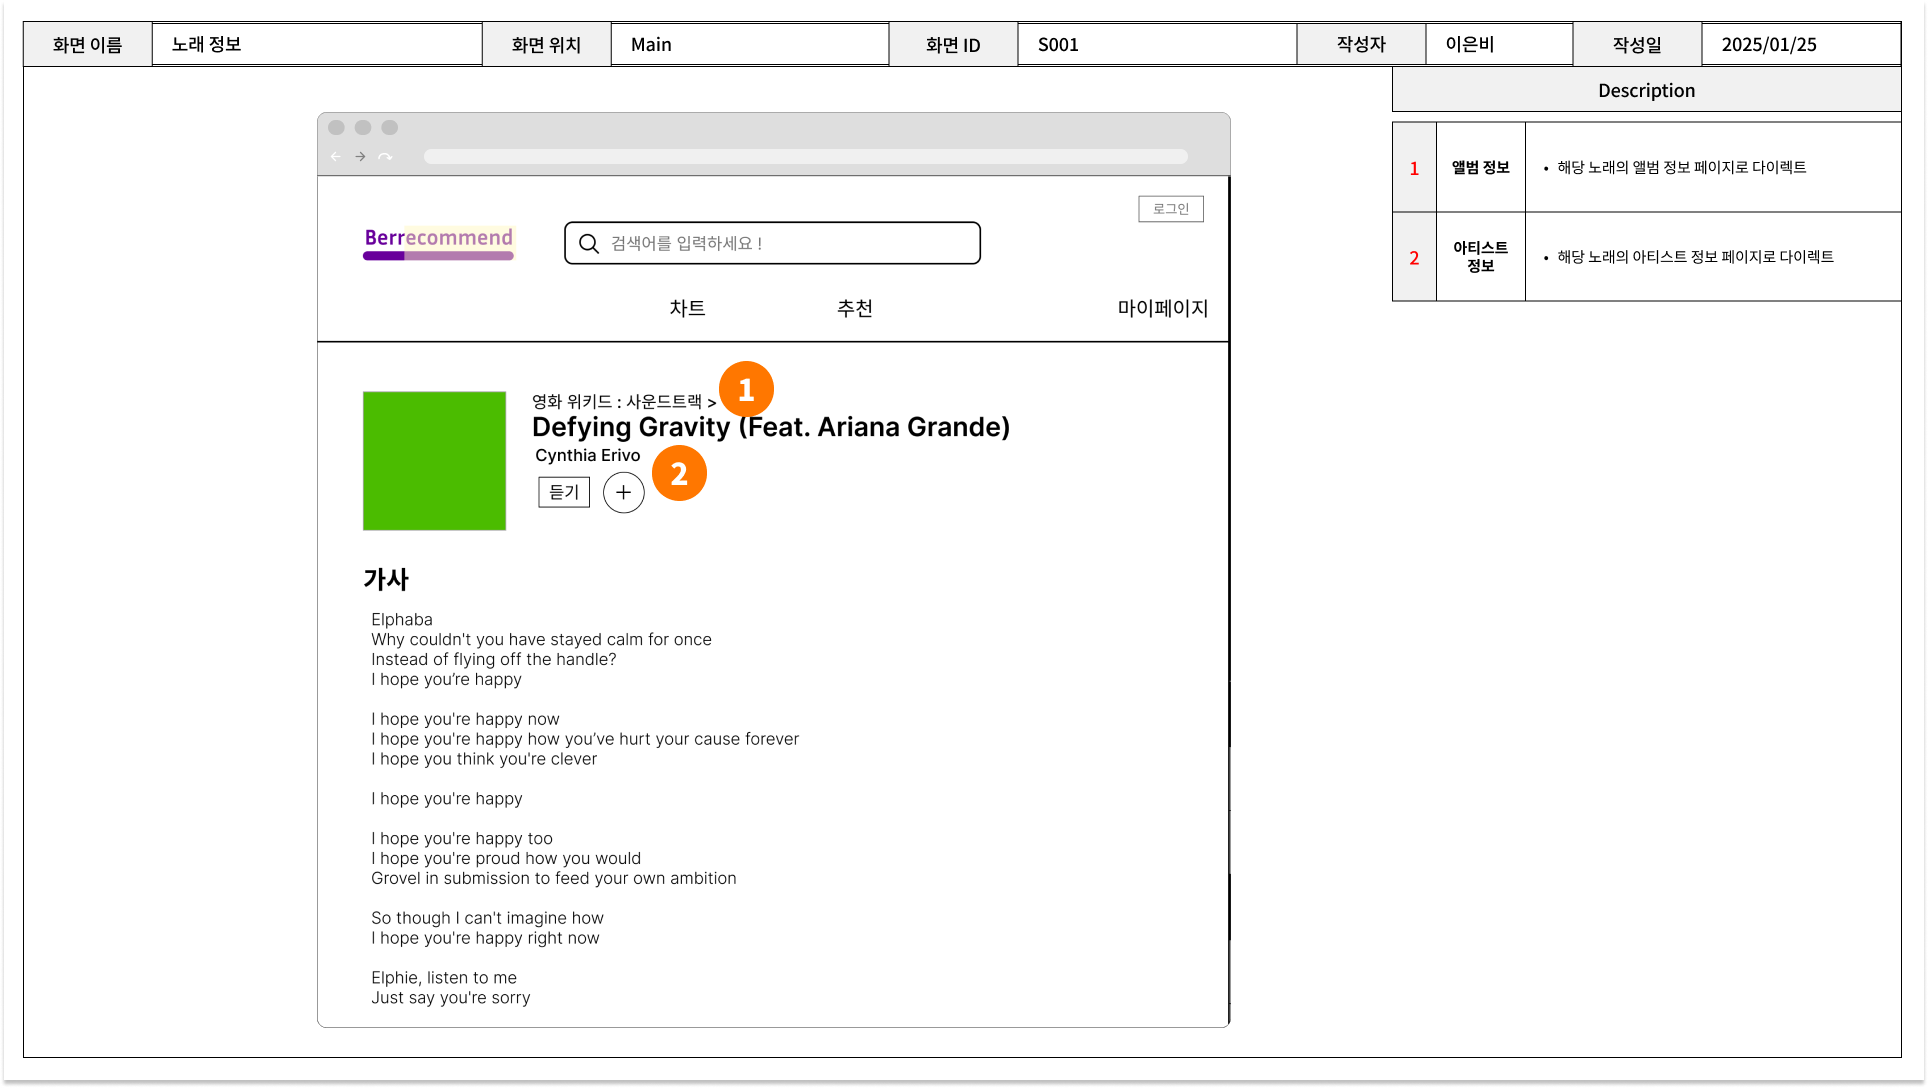 화면 이름 노래 정보 화면 위치 Main 화면 ID S001 작성자 이은비 작성일 2025/01/25
Description
1 앨범 정보 • 해당 노래의 앨범 정보 페이지로 다이렉트
2 아티스트 정보 • 해당 노래의 아티스트 정보 페이지로 다이렉트
로그인
Berrecommend
검색어를 입력하세요 !
차트 추천 마이페이지
영화 위키드 : 사운드트랙 > 1
Defying Gravity (Feat. Ariana Grande)
Cynthia Erivo 2
듣기 +
가사
Elphaba
Why couldn't you have stayed calm for once
Instead of flying off the handle?
I hope you’re happy
I hope you're happy now
I hope you're happy how you’ve hurt your cause forever
I hope you think you're clever
I hope you're happy
I hope you're happy too
I hope you're proud how you would
Grovel in submission to feed your own ambition
So though I can't imagine how
I hope you're happy right now
Elphie, listen to me
Just say you're sorry